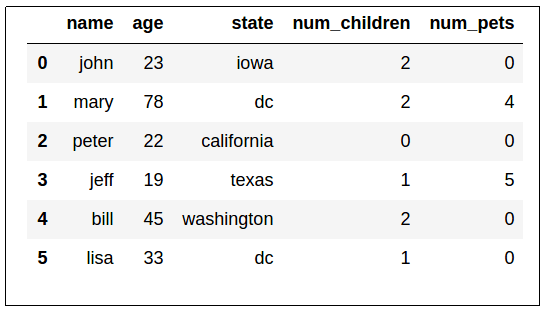 name age state num_children num_pets
0 john 23 iowa 2 0
1 mary 78 dc 2 4
2 peter 22 california 0 0
3 jeff 19 texas 1 5
4 bill 45 washington 2 0
5 lisa 33 dc 1 0